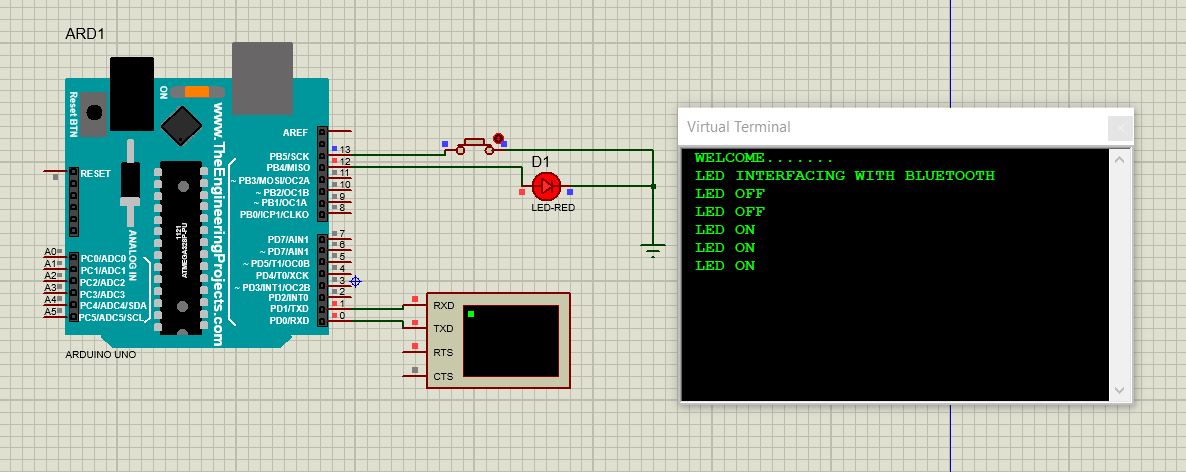 ARD1
Reset BTN
ON
www.TheEngineeringProjects.com
1121
ATMEGA328P-PU
ANALOG IN
RESET
A0
A1
A2
A3
A4
A5
PC0/ADC0
PC1/ADC1
PC2/ADC2
PC3/ADC3
PC4/ADC4/SDA
PC5/ADC5/SCL
AREF
PB5/SCK 13
PB4/MISO 12
~ PB3/MOSI/OC2A 11
~ PB2/OC1B 10
~ PB1/OC1A 9
PB0/ICP1/CLKO 8
PD7/AIN1 7
~ PD7/AIN1 6
~ PD5/T1/OC0B 5
PD4/T0/XCK 4
~ PD3/INT1/OC2B 3
PD2/INT0 2
PD1/TXD 1
PD0/RXD 0
ARDUINO UNO
D1
LED-RED
RXD
TXD
RTS
CTS
Virtual Terminal
WELCOME.......
LED INTERFACING WITH BLUETOOTH
LED OFF
LED OFF
LED ON
LED ON
LED ON